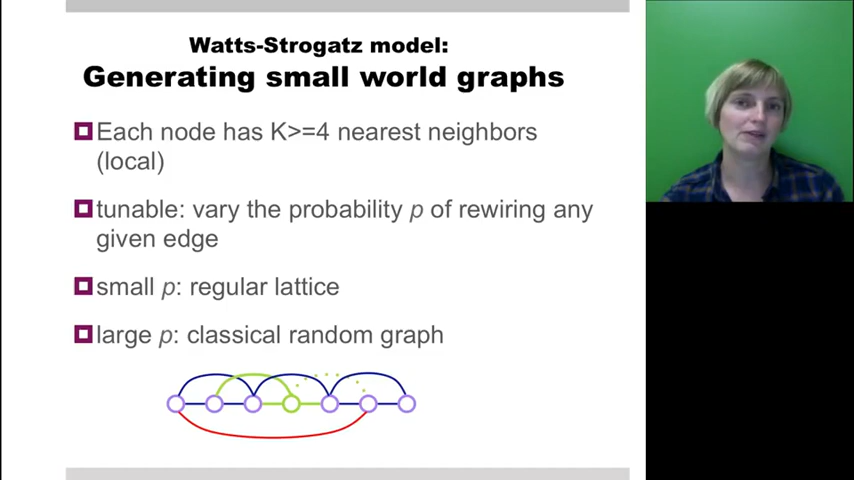 Watts-Strogatz model:
Generating small world graphs
Each node has K>=4 nearest neighbors
(local)
tunable: vary the probability p of rewiring any
given edge
small p: regular lattice
large p: classical random graph